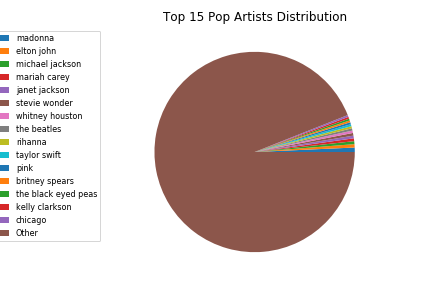 Top 15 Pop Artists Distribution
madonna
elton john
michael jackson
mariah carey
janet jackson
stevie wonder
whitney houston
the beatles
rihanna
taylor swift
pink
britney spears
the black eyed peas
kelly clarkson
chicago
Other